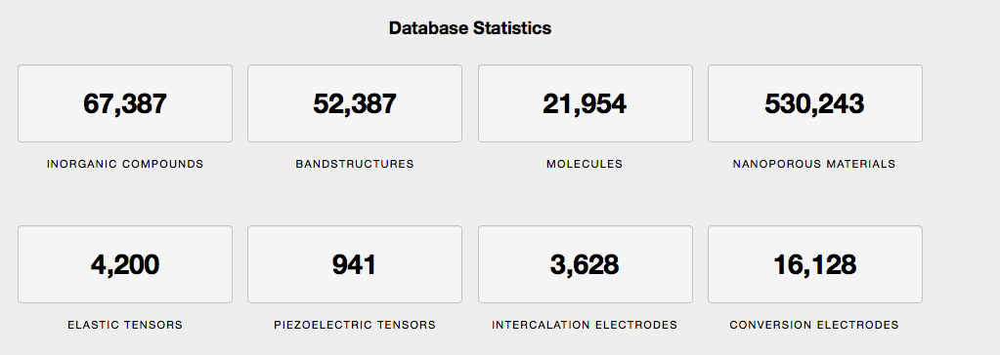 Database Statistics
67,387 52,387 21,954 530,243
INORGANIC COMPOUNDS BANDSTRUCTURES MOLECULES NANOPOROUS MATERIALS
4,200 941 3,628 16,128
ELASTIC TENSORS PIEZOELECTRIC TENSORS INTERCALATION ELECTRODES CONVERSION ELECTRODES